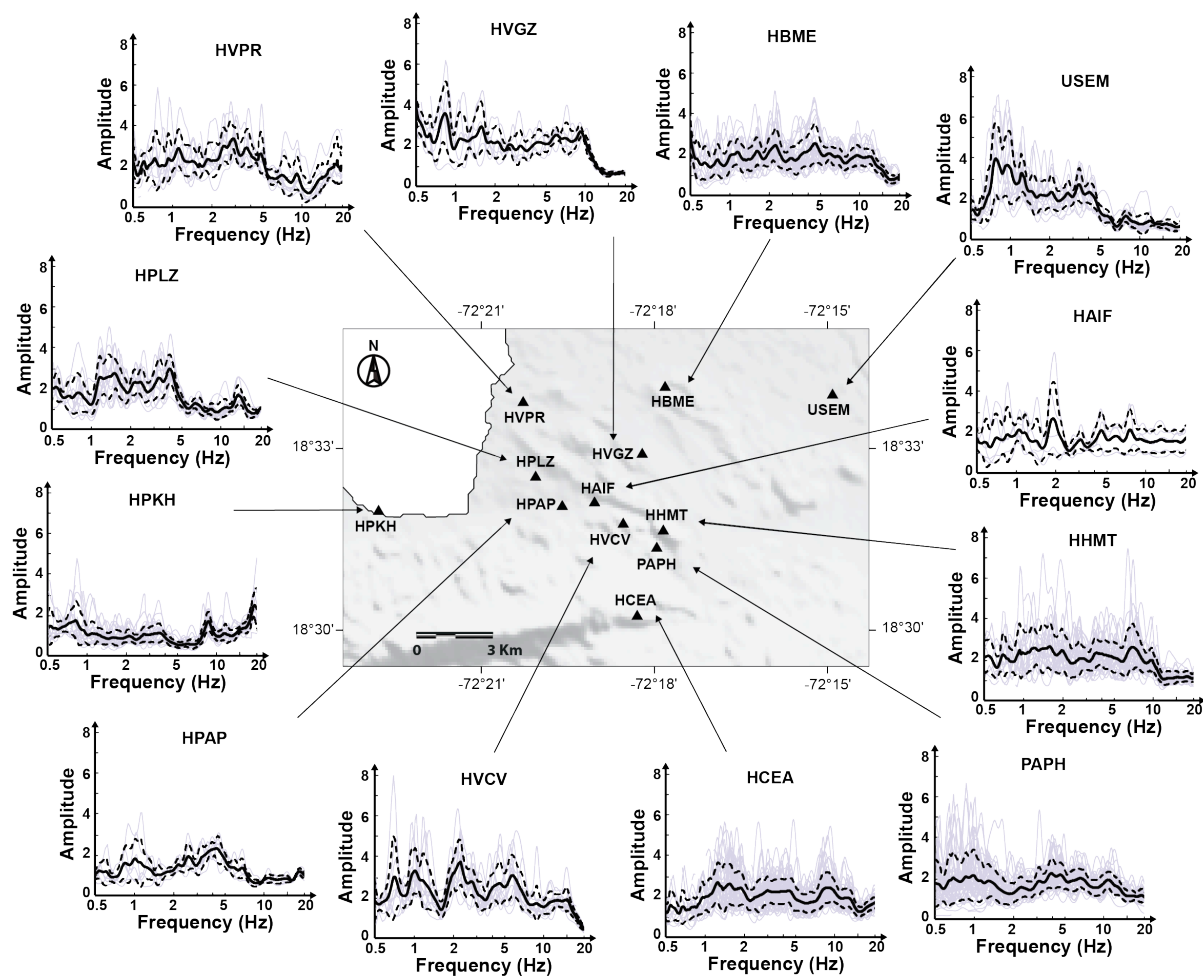 HVPR
Amplitude
8
6
4
2
0
0.5 1 2 5 10 20
Frequency (Hz)
HVGZ
Amplitude
8
6
4
2
0
0.5 1 2 5 10 20
Frequency (Hz)
HBME
Amplitude
8
6
4
2
0
0.5 1 2 5 10 20
Frequency (Hz)
USEM
Amplitude
8
6
4
2
0
0.5 1 2 5 10 20
Frequency (Hz)
HPLZ
Amplitude
8
6
4
2
0
0.5 1 2 5 10 20
Frequency (Hz)
HAIF
Amplitude
8
6
4
2
0
0.5 1 2 5 10 20
Frequency (Hz)
-72°21' -72°18' -72°15'
N
HVPR
HBME
USEM
18°33' 18°33'
HVGZ
HPLZ
HAIF
HPAP
HHMT
HPKH
HVCV
PAPH
HCEA
18°30' 18°30'
0 3 Km
-72°21' -72°18' -72°15'
HPKH
Amplitude
8
6
4
2
0
0.5 1 2 5 10 20
Frequency (Hz)
HHMT
Amplitude
8
6
4
2
0
0.5 1 2 5 10 20
Frequency (Hz)
HPAP
Amplitude
8
6
4
2
0
0.5 1 2 5 10 20
Frequency (Hz)
HVCV
Amplitude
8
6
4
2
0
0.5 1 2 5 10 20
Frequency (Hz)
HCEA
Amplitude
8
6
4
2
0
0.5 1 2 5 10 20
Frequency (Hz)
PAPH
Amplitude
8
6
4
2
0
0.5 1 2 5 10 20
Frequency (Hz)